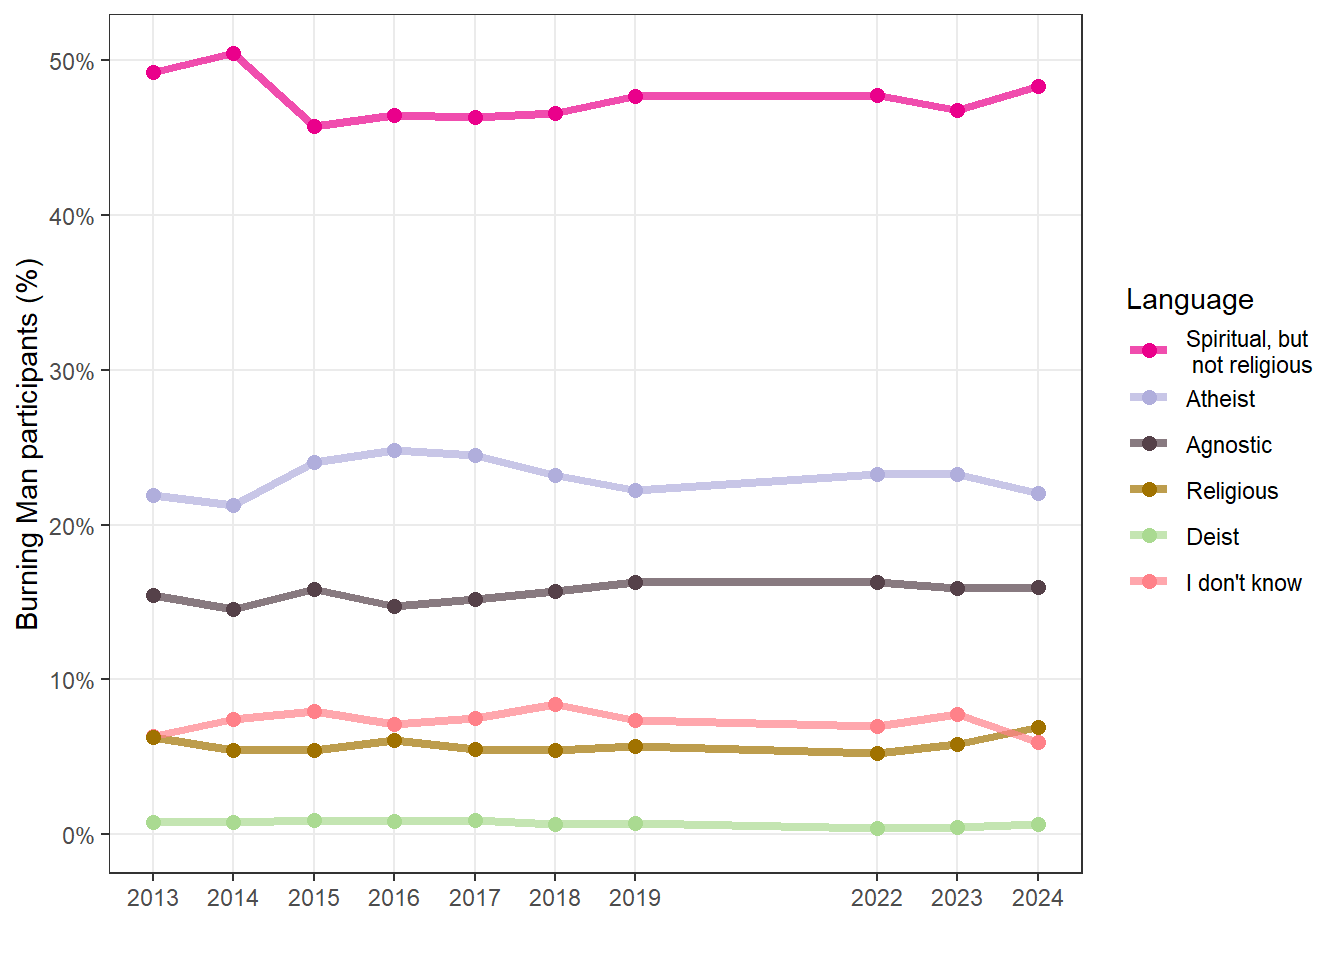 50%
40%
30%
20%
10%
0%
Burning Man participants (%)
2013 2014 2015 2016 2017 2018 2019 2022 2023 2024
Language
Spiritual, but
not religious
Atheist
Agnostic
Religious
Deist
I don't know